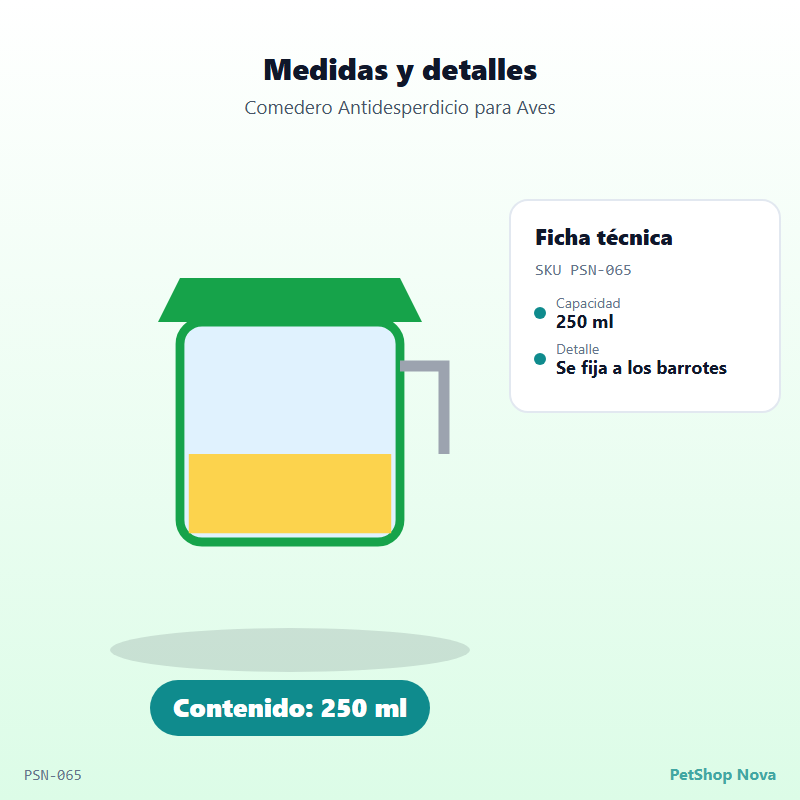 Medidas y detalles
Comedero Antidesperdicio para Aves
Ficha técnica
SKU PSN-065
Capacidad
250 ml
Detalle
Se fija a los barrotes
Contenido: 250 ml
PSN-065
PetShop Nova